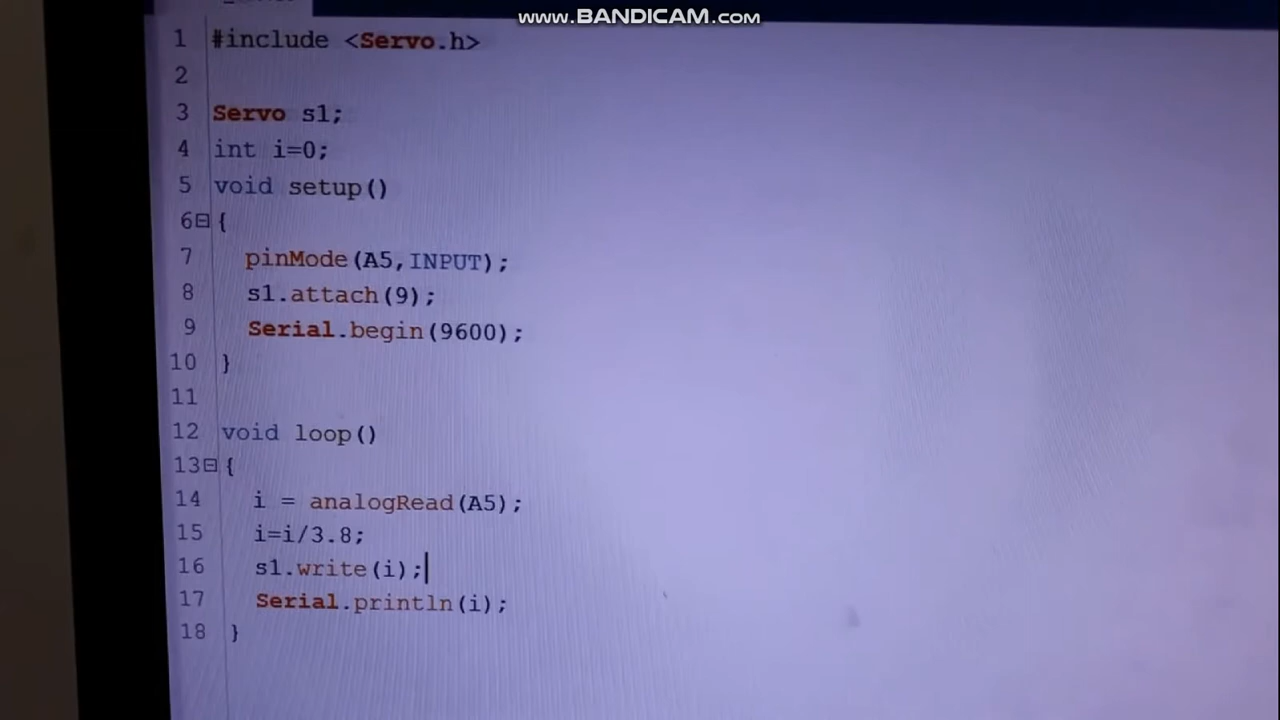 www.BANDICAM.com
1 #include <Servo.h>
2
3 Servo s1;
4 int i=0;
5 void setup()
6 {
7 pinMode(A5,INPUT);
8 s1.attach(9);
9 Serial.begin(9600);
10 }
11
12 void loop()
13 {
14 i = analogRead(A5);
15 i=i/3.8;
16 s1.write(i);
17 Serial.println(i);
18 }